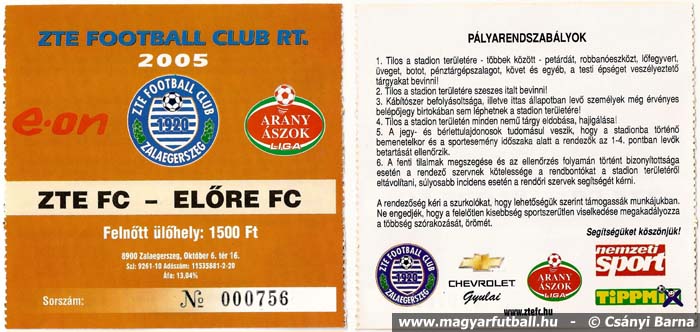 ZTE FOOTBALL CLUB RT.
2005
e·on
ZTE FOOTBALL CLUB
1920
ZALAEGERSZEG
ARANY
ÁSZOK
LIGA
ZTE FC - ELŐRE FC
Felnőtt ülőhely: 1500 Ft
8900 Zalaegerszeg, Október 6. tér 16.
Szl: 9261-10 Adószám: 11535881-2-20
Áfa: 13,04%
Sorszám: № 000756
PÁLYARENDSZABÁLYOK
1. Tilos a stadion területére - többek között - petárdát, robbanóeszközt, lőfegyvert,
üveget, botot, pénztárgépszalagot, követ és egyéb, a testi épséget veszélyeztető
tárgyakat bevinni!
2. Tilos a stadion területére szeszes italt bevinni!
3. Kábítószer befolyásoltsága, illetve ittas állapotban levő személyek még érvényes
belépőjegy birtokában sem léphetnek a stadion területére!
4. Tilos a stadion területén minden nemű tárgy eldobása, hajigálása!
5. A jegy- és bérlettulajdonosok tudomásul veszik, hogy a stadionba történő
bemenetelkor és a sportesemény időszaka alatt a rendezők az 1-4. pontban levők
betartását ellenőrzik.
6. A fenti tilalmak megszegése és az ellenőrzés folyamán történt bizonyítottsága
esetén a rendező szervnek kötelessége a rendbontókat a stadion területéről
eltávolítani, súlyosabb incidens esetén a rendőri szervek segítségét kérni.
A rendezőség kéri a szurkolókat, hogy lehetőségük szerint támogassák munkájukban.
Ne engedjék, hogy a felelőtlen kisebbség sportszerűtlen viselkedése megakadályozza
a többség szórakozását, örömét.
Segítségüket köszönjük!
ZTE FOOTBALL CLUB
1920
ZALAEGERSZEG
CHEVROLET
Gyulai
ARANY
ÁSZOK
LIGA
nemzeti
sport
TIPPMIX
www.ztefc.hu
www.magyarfutball.hu - © Csányi Barna